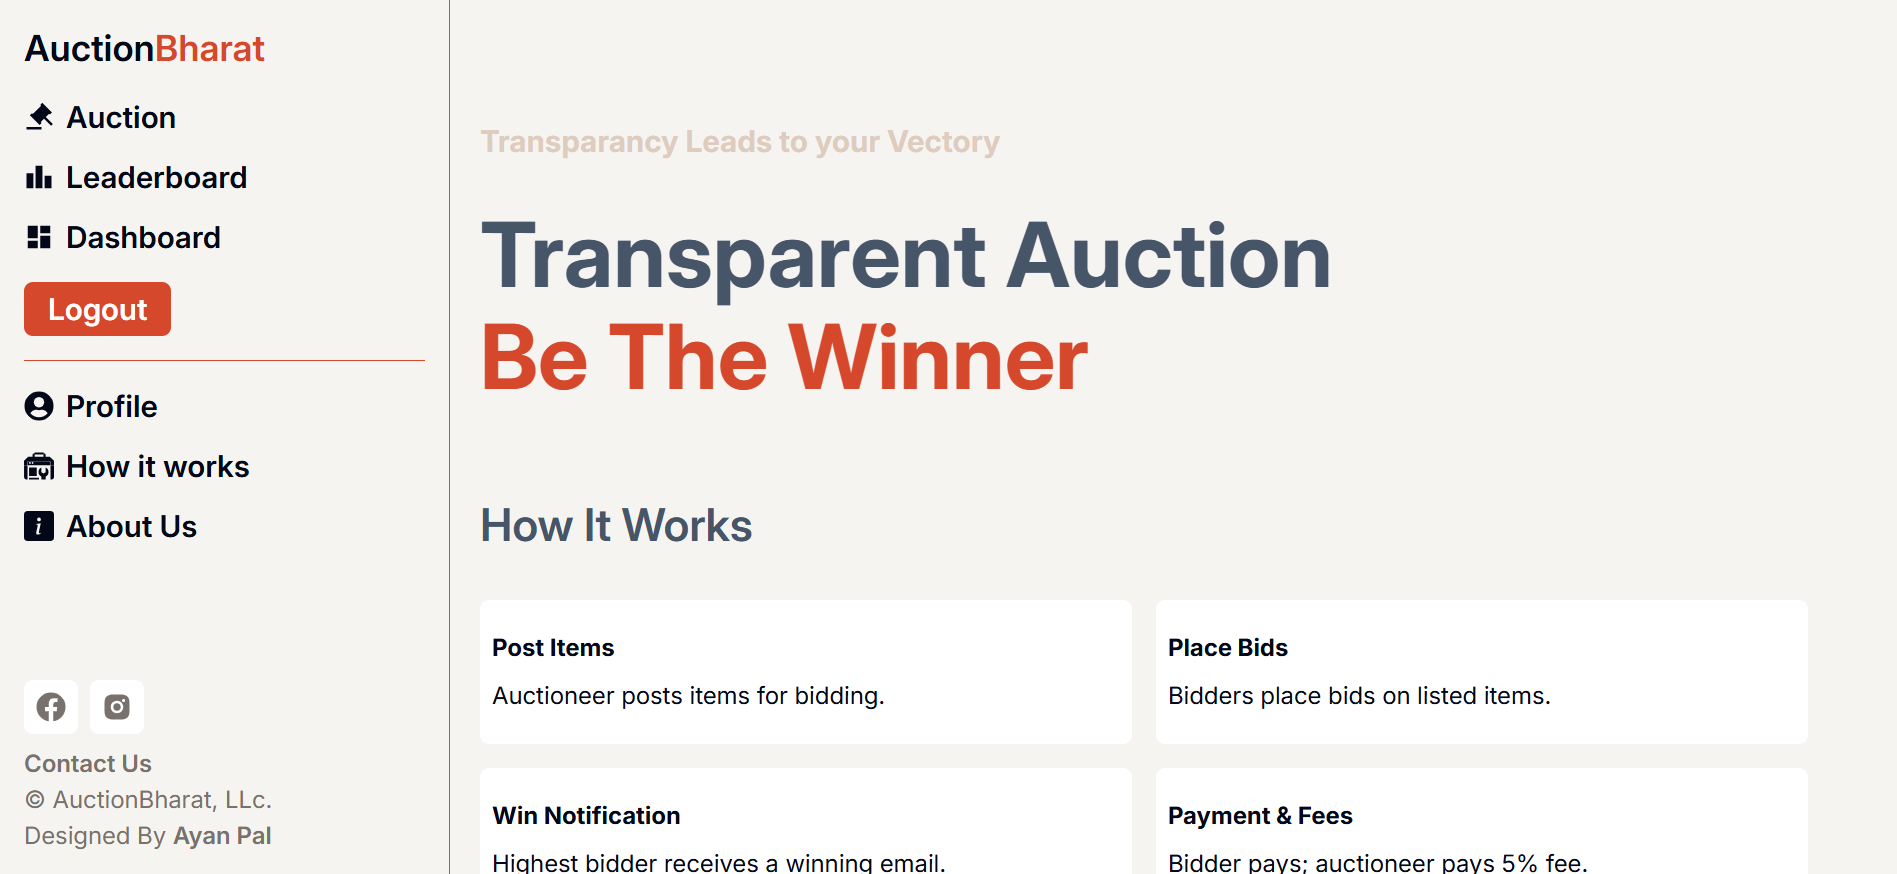 AuctionBharat
Auction
Leaderboard
Dashboard
Logout
Profile
How it works
About Us
Contact Us
© AuctionBharat, LLc.
Designed By Ayan Pal
Transparancy Leads to your Vectory
Transparent Auction
Be The Winner
How It Works
Post Items
Auctioneer posts items for bidding.
Place Bids
Bidders place bids on listed items.
Win Notification
Highest bidder receives a winning email.
Payment & Fees
Bidder pays; auctioneer pays 5% fee.